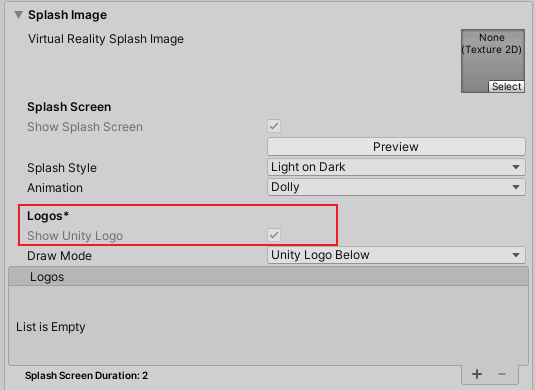 Splash Image
Virtual Reality Splash Image
None
(Texture 2D)
Select
Splash Screen
Show Splash Screen
Preview
Splash Style Light on Dark
Animation Dolly
Logos*
Show Unity Logo
Draw Mode Unity Logo Below
Logos
List is Empty
Splash Screen Duration: 2
+ −